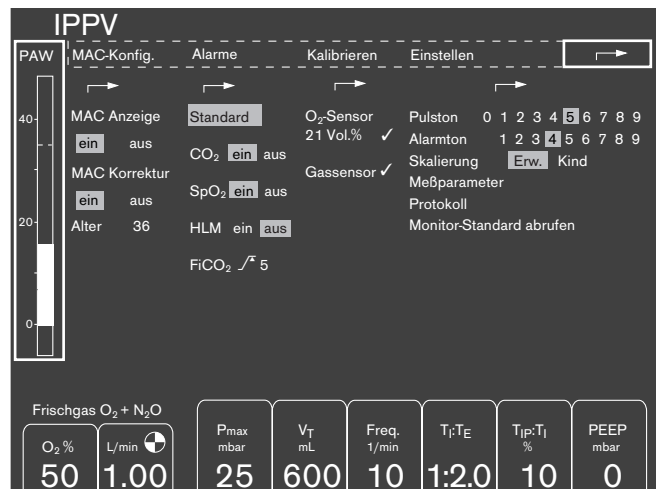 IPPV
PAW MAC-Konfig. Alarme Kalibrieren Einstellen
MAC Anzeige
ein aus
MAC Korrektur
ein aus
Alter 36
Standard
CO₂ ein aus
SpO₂ ein aus
HLM ein aus
FiCO₂ 5
O₂-Sensor
21 Vol.% ✓
Gassensor ✓
Pulston 0 1 2 3 4 5 6 7 8 9
Alarmton 1 2 3 4 5 6 7 8 9
Skalierung Erw. Kind
Meßparameter
Protokoll
Monitor-Standard abrufen
40
20
0
Frischgas O₂ + N₂O
O₂ %
50
L/min
1.00
Pmax
mbar
25
VT
mL
600
Freq.
1/min
10
TI:TE
1:2.0
TIP:TI
%
10
PEEP
mbar
0